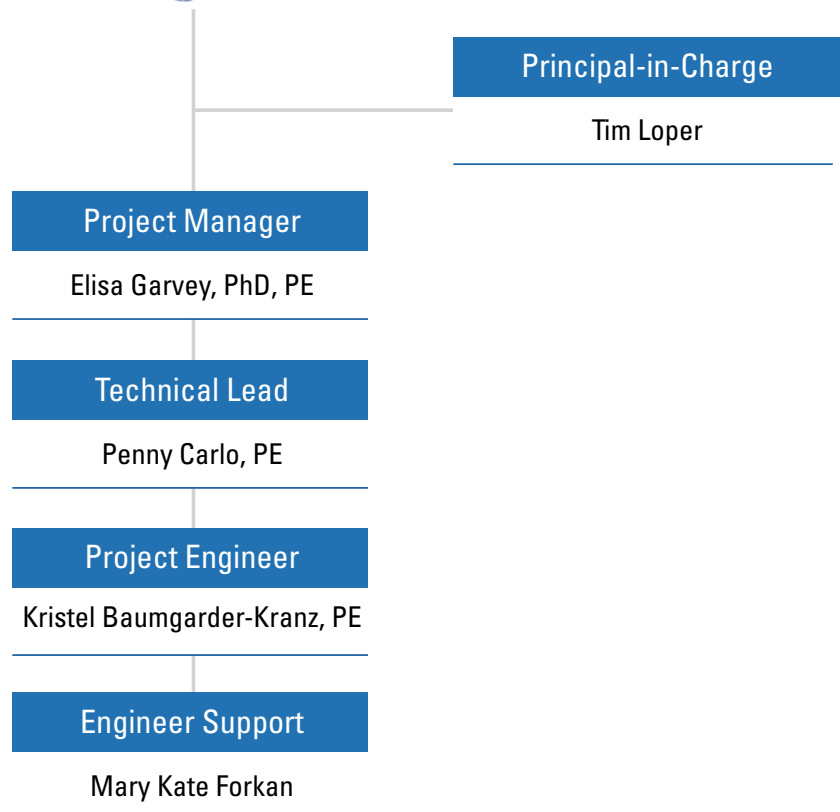 Principal-in-Charge
Tim Loper
Project Manager
Elisa Garvey, PhD, PE
Technical Lead
Penny Carlo, PE
Project Engineer
Kristel Baumgarder-Kranz, PE
Engineer Support
Mary Kate Forkan